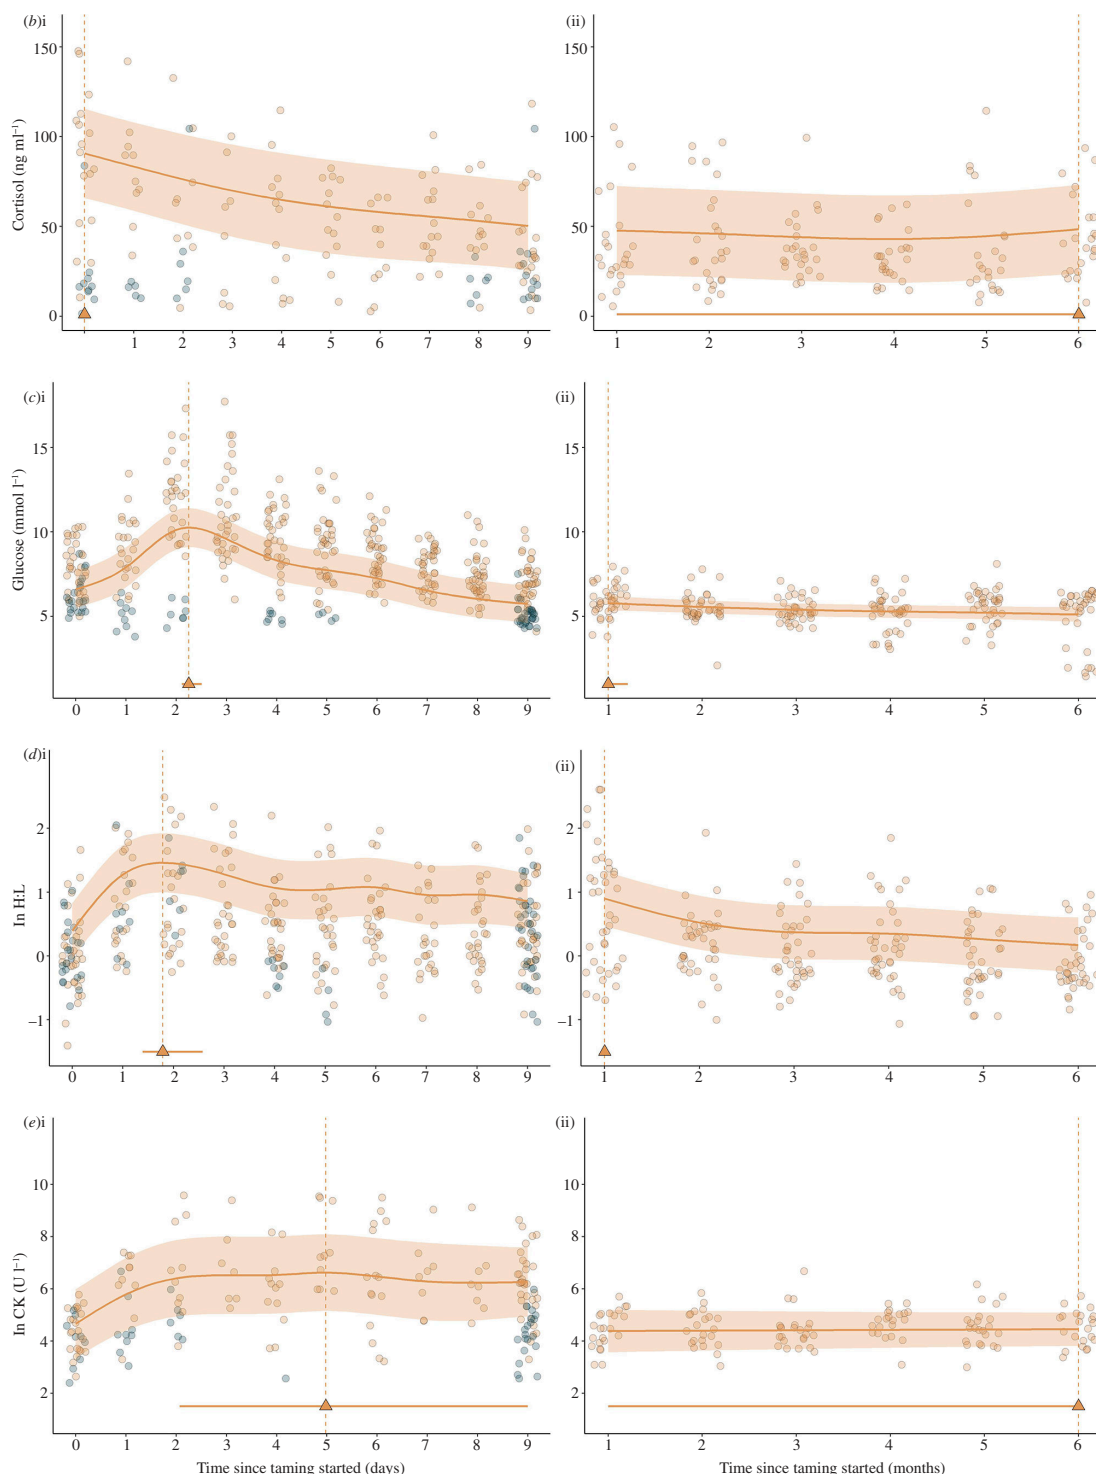 (b)i
(ii)
150
100
50
0
Cortisol (ng ml⁻¹)
1 2 3 4 5 6 7 8 9
150
100
50
0
1 2 3 4 5 6
(c)i
(ii)
15
10
5
Glucose (mmol l⁻¹)
0 1 2 3 4 5 6 7 8 9
15
10
5
1 2 3 4 5 6
(d)i
(ii)
2
1
0
–1
ln H:L
0 1 2 3 4 5 6 7 8 9
2
1
0
–1
1 2 3 4 5 6
(e)i
(ii)
10
8
6
4
2
ln CK (U l⁻¹)
0 1 2 3 4 5 6 7 8 9
Time since taming started (days)
10
8
6
4
2
1 2 3 4 5 6
Time since taming started (months)